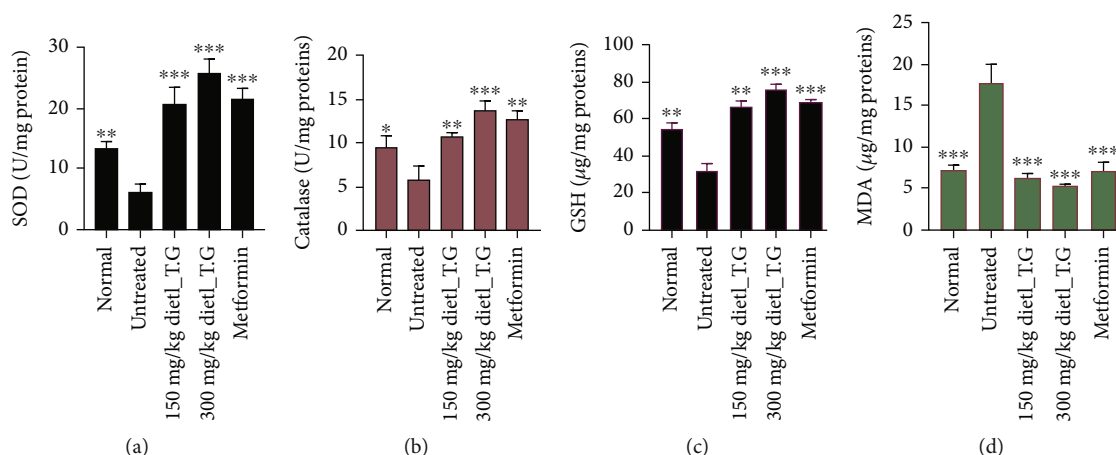 SOD (U/mg protein)
30
20
10
0
**
***
***
***
Normal
Untreated
150 mg/kg dietl_T.G
300 mg/kg dietl_T.G
Metformin
(a)
Catalase (U/mg proteins)
20
15
10
5
0
*
**
***
**
Normal
Untreated
150 mg/kg dietl_T.G
300 mg/kg dietl_T.G
Metformin
(b)
GSH (μg/mg proteins)
100
80
60
40
20
0
**
**
***
***
Normal
Untreated
150 mg/kg dietl_T.G
300 mg/kg dietl_T.G
Metformin
(c)
MDA (μg/mg proteins)
25
20
15
10
5
0
***
***
***
***
Normal
Untreated
150 mg/kg dietl_T.G
300 mg/kg dietl_T.G
Metformin
(d)